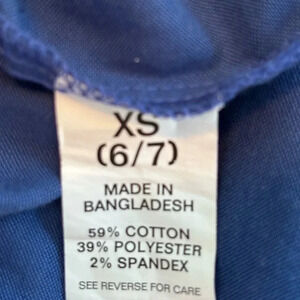 XS
(6/7)
MADE IN
BANGLADESH
59% COTTON
39% POLYESTER
2% SPANDEX
SEE REVERSE FOR CARE